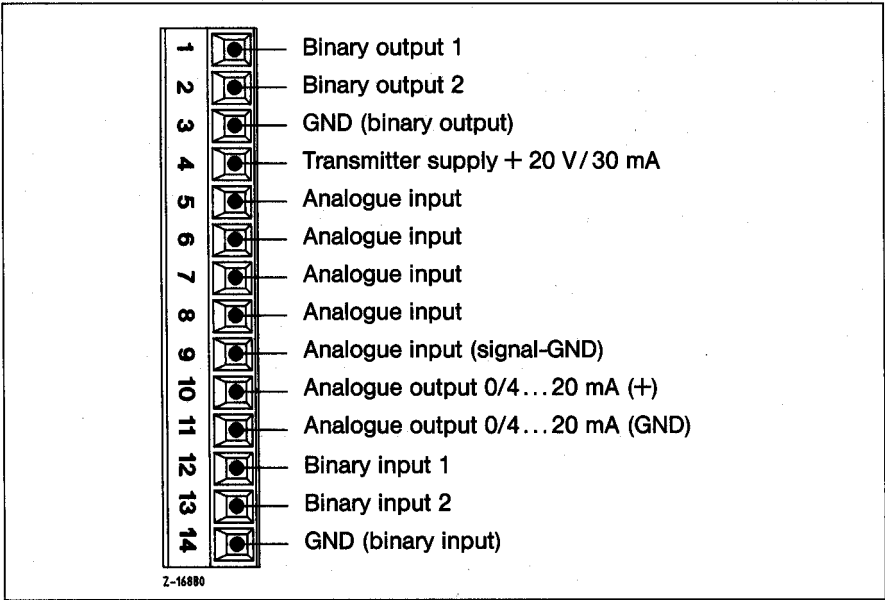 1 Binary output 1
2 Binary output 2
3 GND (binary output)
4 Transmitter supply + 20 V/30 mA
5 Analogue input
6 Analogue input
7 Analogue input
8 Analogue input
9 Analogue input (signal-GND)
10 Analogue output 0/4...20 mA (+)
11 Analogue output 0/4...20 mA (GND)
12 Binary input 1
13 Binary input 2
14 GND (binary input)
Z-16880